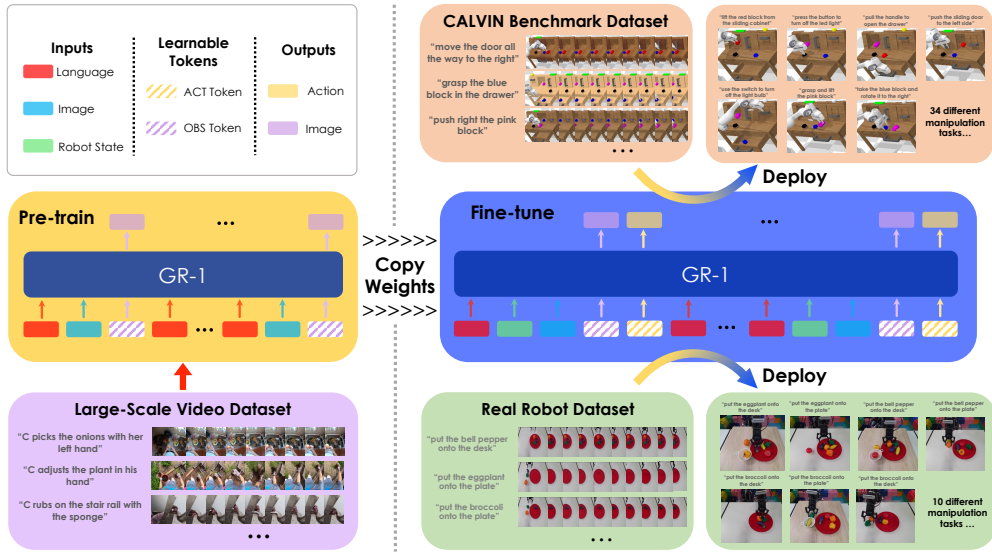 Inputs
Language
Image
Robot State
Learnable
Tokens
ACT Token
OBS Token
Outputs
Action
Image
CALVIN Benchmark Dataset
"move the door all
the way to the right"
"grasp the blue
block in the drawer"
"push right the pink
block"
...
"lift the red block from
the sliding cabinet"
"press the button to
turn off the led light"
"pull the handle to
open the drawer"
"push the sliding door
to the left side"
"use the switch to turn
off the light bulb"
"grasp and lift
the pink block"
"take the blue block and
rotate it to the right"
34 different
manipulation
tasks...
Deploy
Pre-train
...
GR-1
...
>>>>>>
Copy
Weights
>>>>>>
Fine-tune
...
GR-1
...
Deploy
Large-Scale Video Dataset
"C picks the onions with her
left hand"
"C adjusts the plant in his
hand"
"C rubs on the stair rail with
the sponge"
...
Real Robot Dataset
"put the bell pepper
onto the desk"
"put the eggplant
onto the plate"
"put the broccoli
onto the plate"
...
"put the eggplant onto
the desk"
"put the eggplant onto
the plate"
"put the bell pepper
onto the desk"
"put the bell pepper
onto the plate"
"put the broccoli onto
the desk"
"put the broccoli onto
the plate"
"put the broccoli onto
the desk"
10 different
manipulation
tasks ...